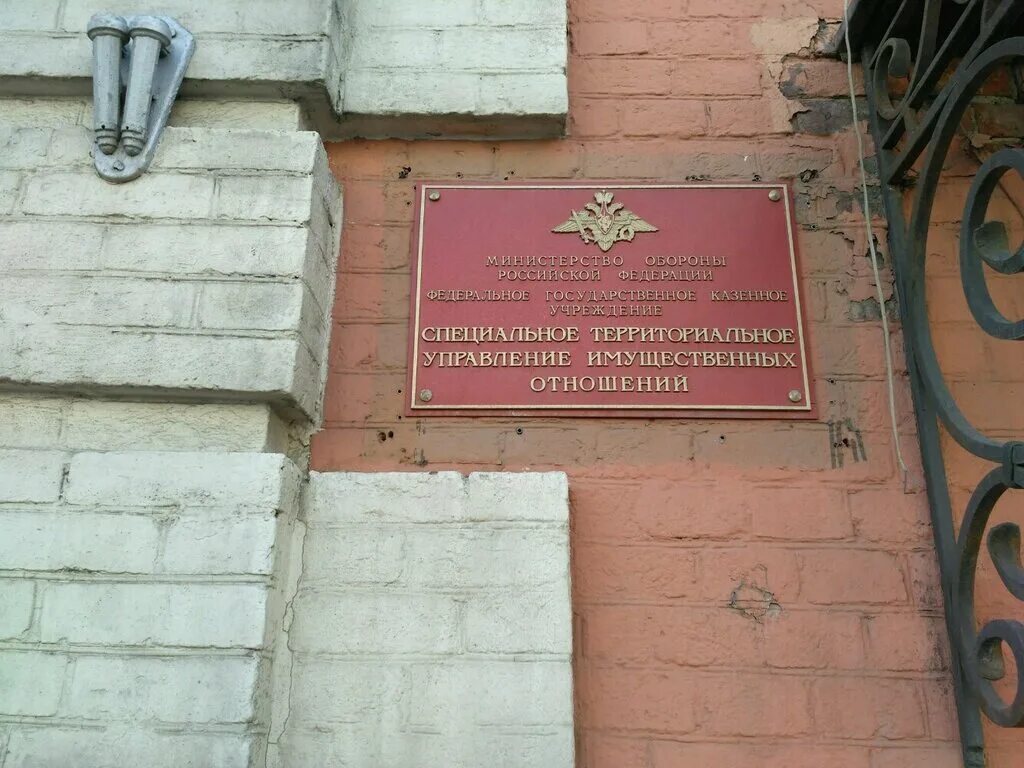 МИНИСТЕРСТВО ОБОРОНЫ
РОССИЙСКОЙ ФЕДЕРАЦИИ
ФЕДЕРАЛЬНОЕ ГОСУДАРСТВЕННОЕ КАЗЕННОЕ
УЧРЕЖДЕНИЕ
СПЕЦИАЛЬНОЕ ТЕРРИТОРИАЛЬНОЕ
УПРАВЛЕНИЕ ИМУЩЕСТВЕННЫХ
ОТНОШЕНИЙ